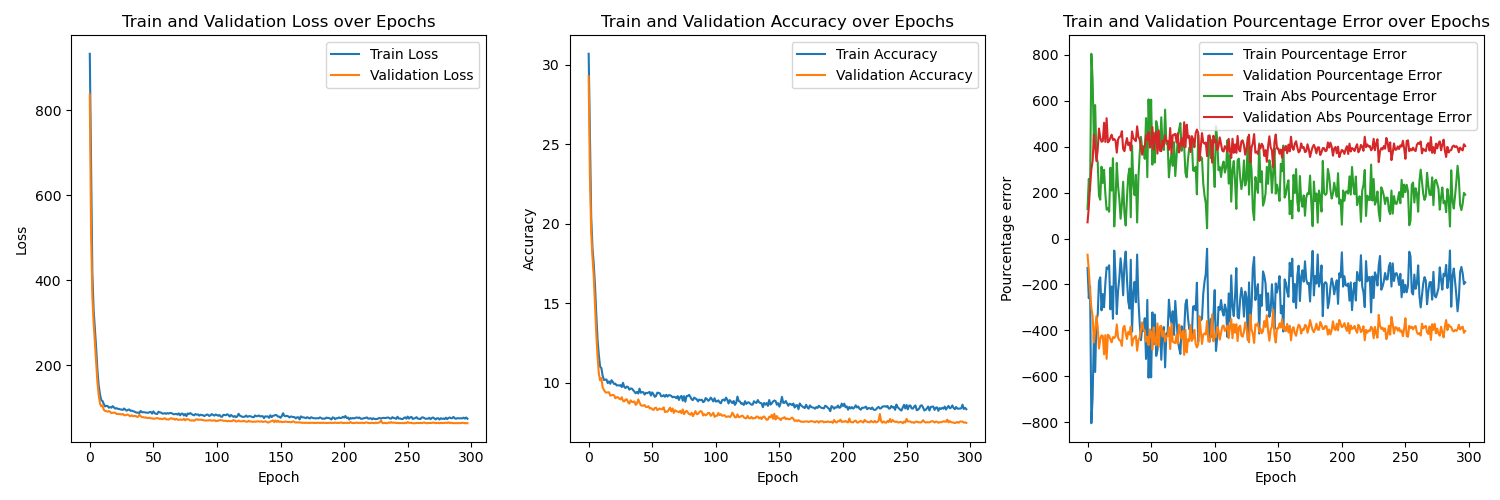 Train and Validation Loss over Epochs
Train Loss
Validation Loss
Loss
800
600
400
200
0 50 100 150 200 250 300
Epoch
Train and Validation Accuracy over Epochs
Train Accuracy
Validation Accuracy
Accuracy
30
25
20
15
10
0 50 100 150 200 250 300
Epoch
Train and Validation Pourcentage Error over Epochs
Train Pourcentage Error
Validation Pourcentage Error
Train Abs Pourcentage Error
Validation Abs Pourcentage Error
Pourcentage error
800
600
400
200
0
−200
−400
−600
−800
0 50 100 150 200 250 300
Epoch